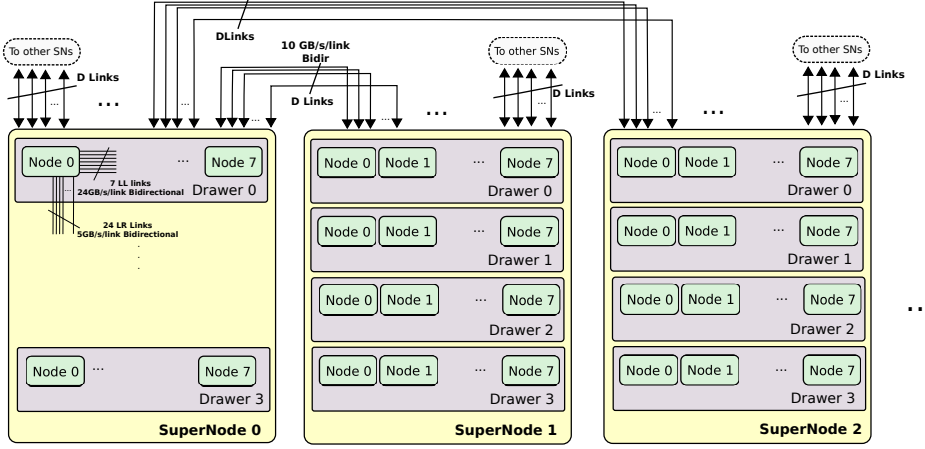 DLinks
10 GB/s/link
Bidir
D Links
To other SNs
D Links
...
...
To other SNs
D Links
...
...
To other SNs
D Links
...
...
...
...
...
...
Node 0
...
Node 7
7 LL links
24GB/s/link Bidirectional
Drawer 0
...
24 LR Links
5GB/s/link Bidirectional
.
.
.
Node 0
...
Node 7
Drawer 3
SuperNode 0
Node 0 Node 1 ... Node 7
Drawer 0
Node 0 Node 1 ... Node 7
Drawer 1
Node 0 Node 1 ... Node 7
Drawer 2
Node 0 Node 1 ... Node 7
Drawer 3
SuperNode 1
Node 0 Node 1 ... Node 7
Drawer 0
Node 0 Node 1 ... Node 7
Drawer 1
Node 0 Node 1 ... Node 7
Drawer 2
Node 0 Node 1 ... Node 7
Drawer 3
SuperNode 2
..